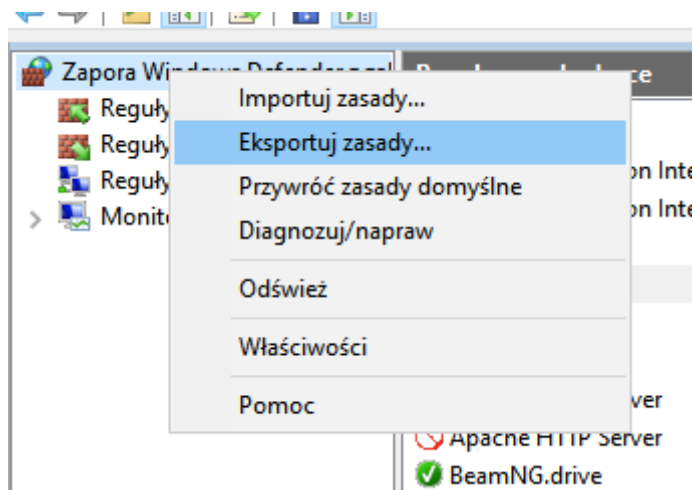 Zapora Windows Defender z
Reguły
Reguły
Reguły
Monito
Importuj zasady...
Eksportuj zasady...
Przywróć zasady domyślne
Diagnozuj/napraw
Odśwież
Właściwości
Pomoc
on Inte
on Inte
ver
Apache HTTP Server
BeamNG.drive